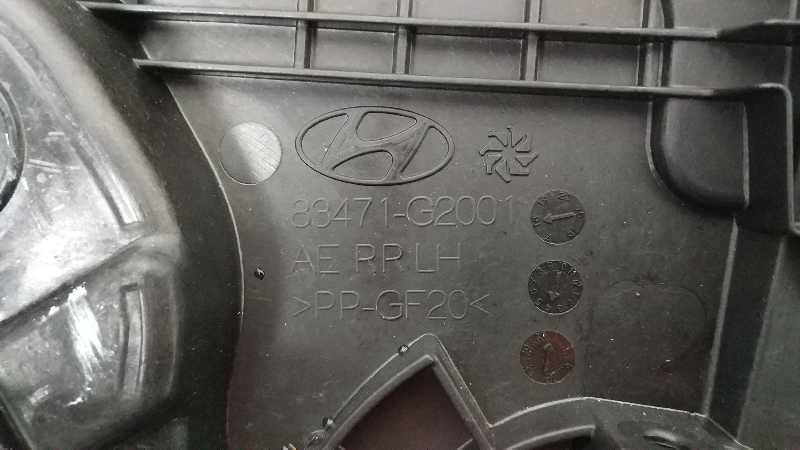 83471-G2001
AE RR LH
>PP-GF20<